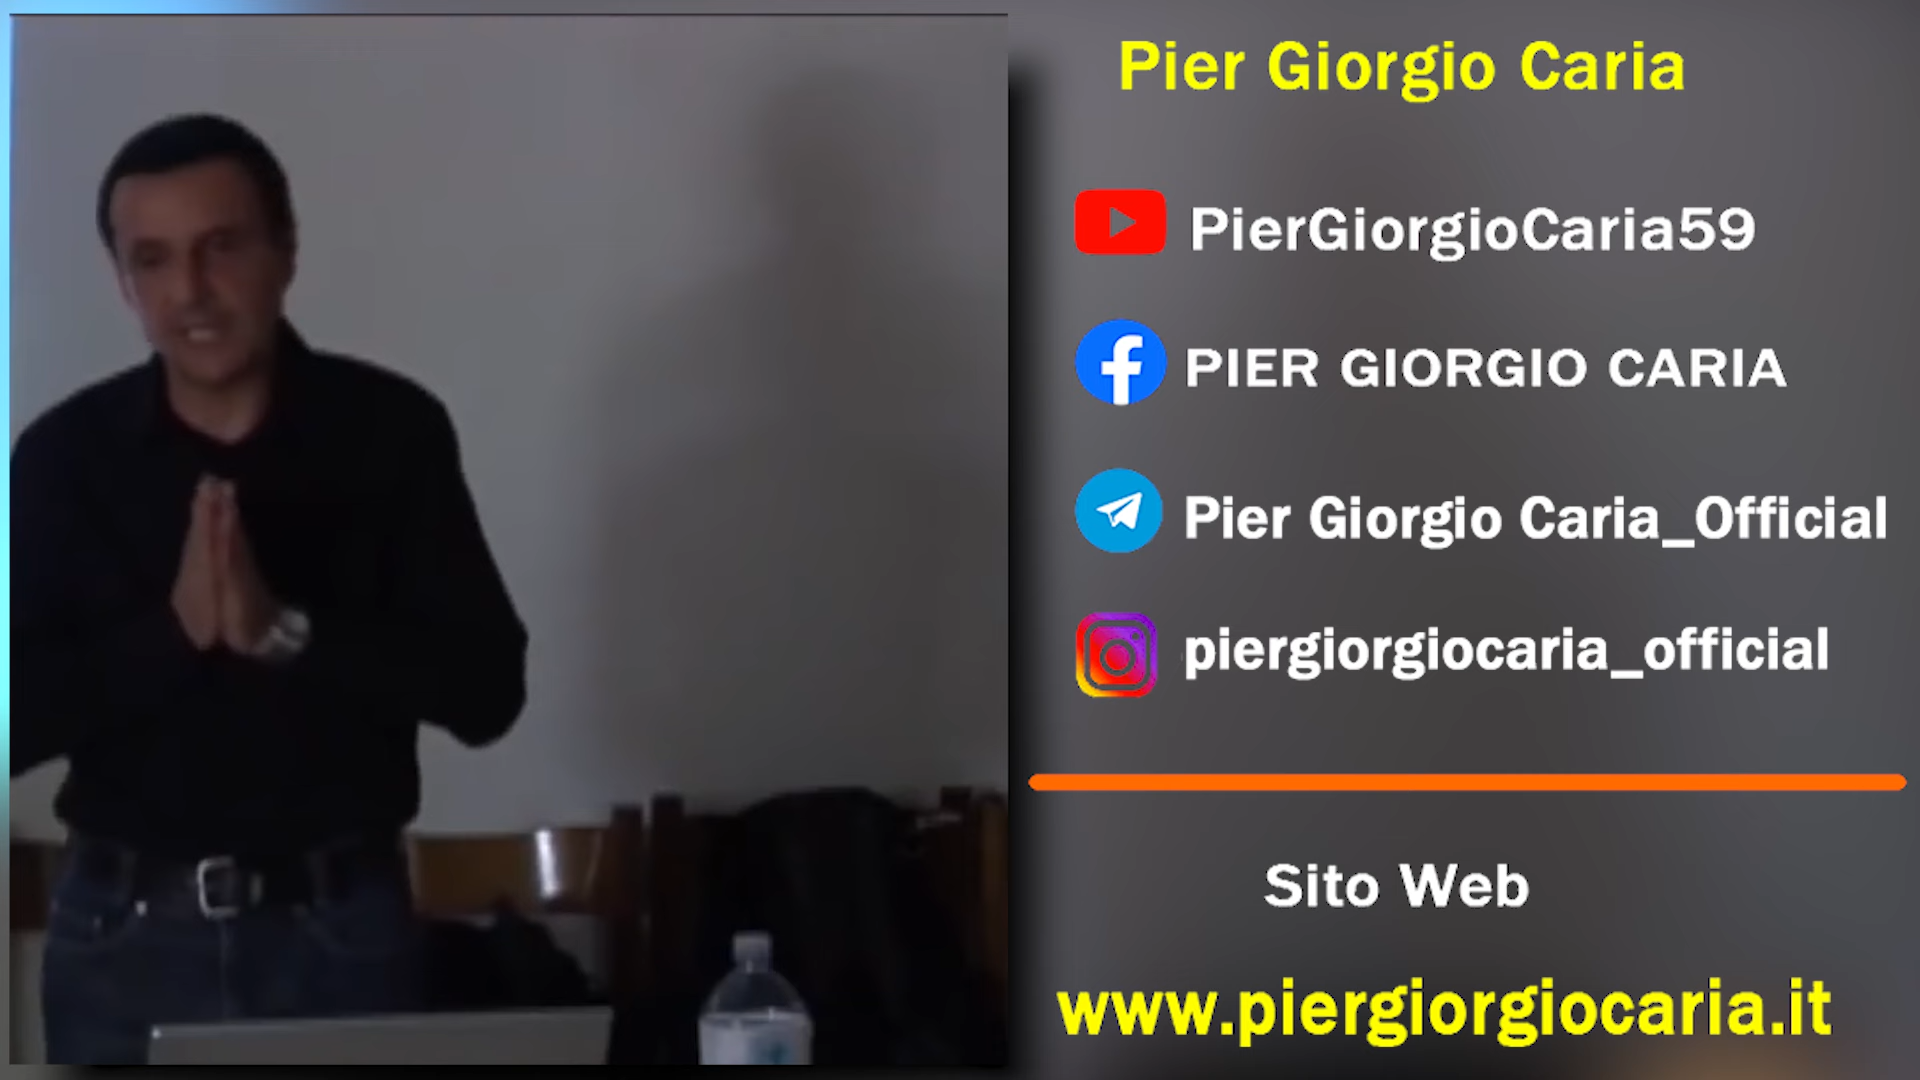 Pier Giorgio Caria
PierGiorgioCaria59
PIER GIORGIO CARIA
Pier Giorgio Caria_Official
piergiorgiocaria_official
Sito Web
www.piergiorgiocaria.it